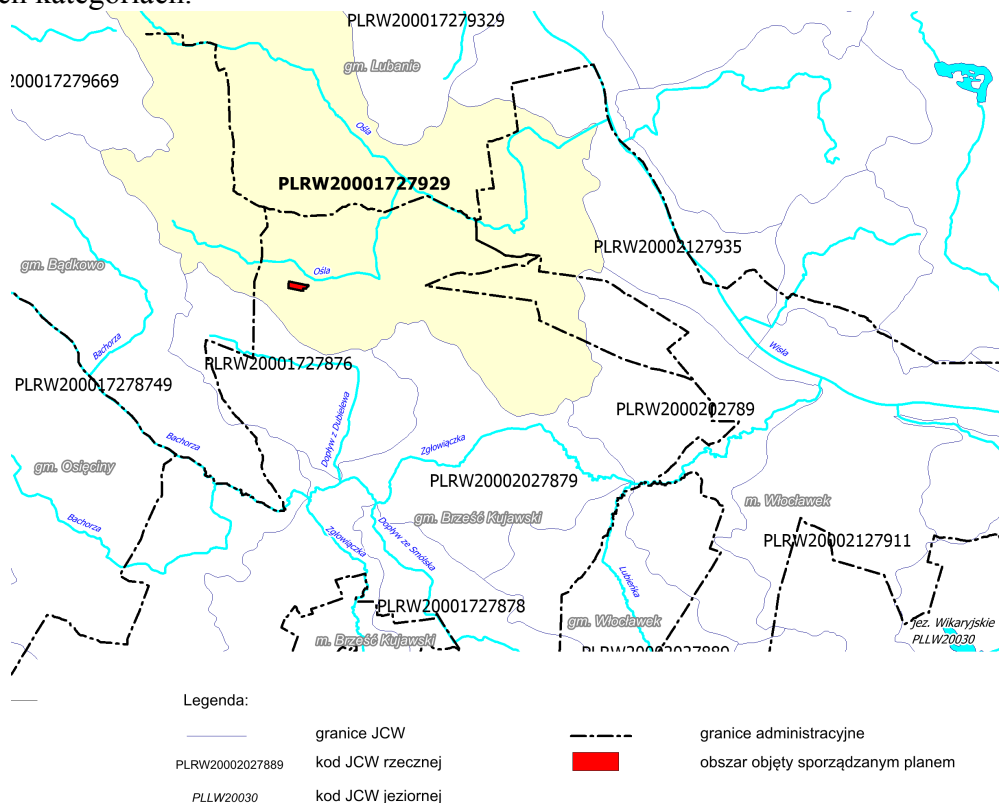 ch kategoriach.
PLRW200017279329
gm. Lubanie
200017279669
Ośla
PLRW20001727929
PLRW20002127935
gm. Bądkowo
Ośla
Bachorza
Wisła
PLRW20001727876
PLRW200017278749
Dopływ z Dubielewa
PLRW2000202789
Bachorza
Zgłowiączka
gm. Osięciny
PLRW20002027879
m. Włocławek
Bachorza
gm. Brześć Kujawski
Zgłowiączka
Dopływ ze Smólska
PLRW20002127911
Lubieńka
PLRW20001727878
gm. Włocławek
jez. Wikaryjskie
PLLW20030
m. Brześć Kujawski
PLRW20002027889
Legenda:
granice JCW
granice administracyjne
PLRW20002027889
kod JCW rzecznej
obszar objęty sporządzanym planem
PLLW20030
kod JCW jeziornej